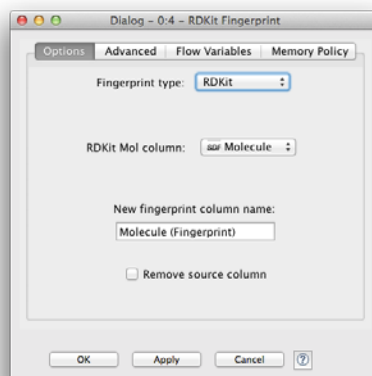 Dialog - 0:4 - RDKit Fingerprint
Options Advanced Flow Variables Memory Policy
Fingerprint type: RDKit
RDKit Mol column: SDF Molecule
New fingerprint column name:
Molecule (Fingerprint)
Remove source column
OK Apply Cancel ?